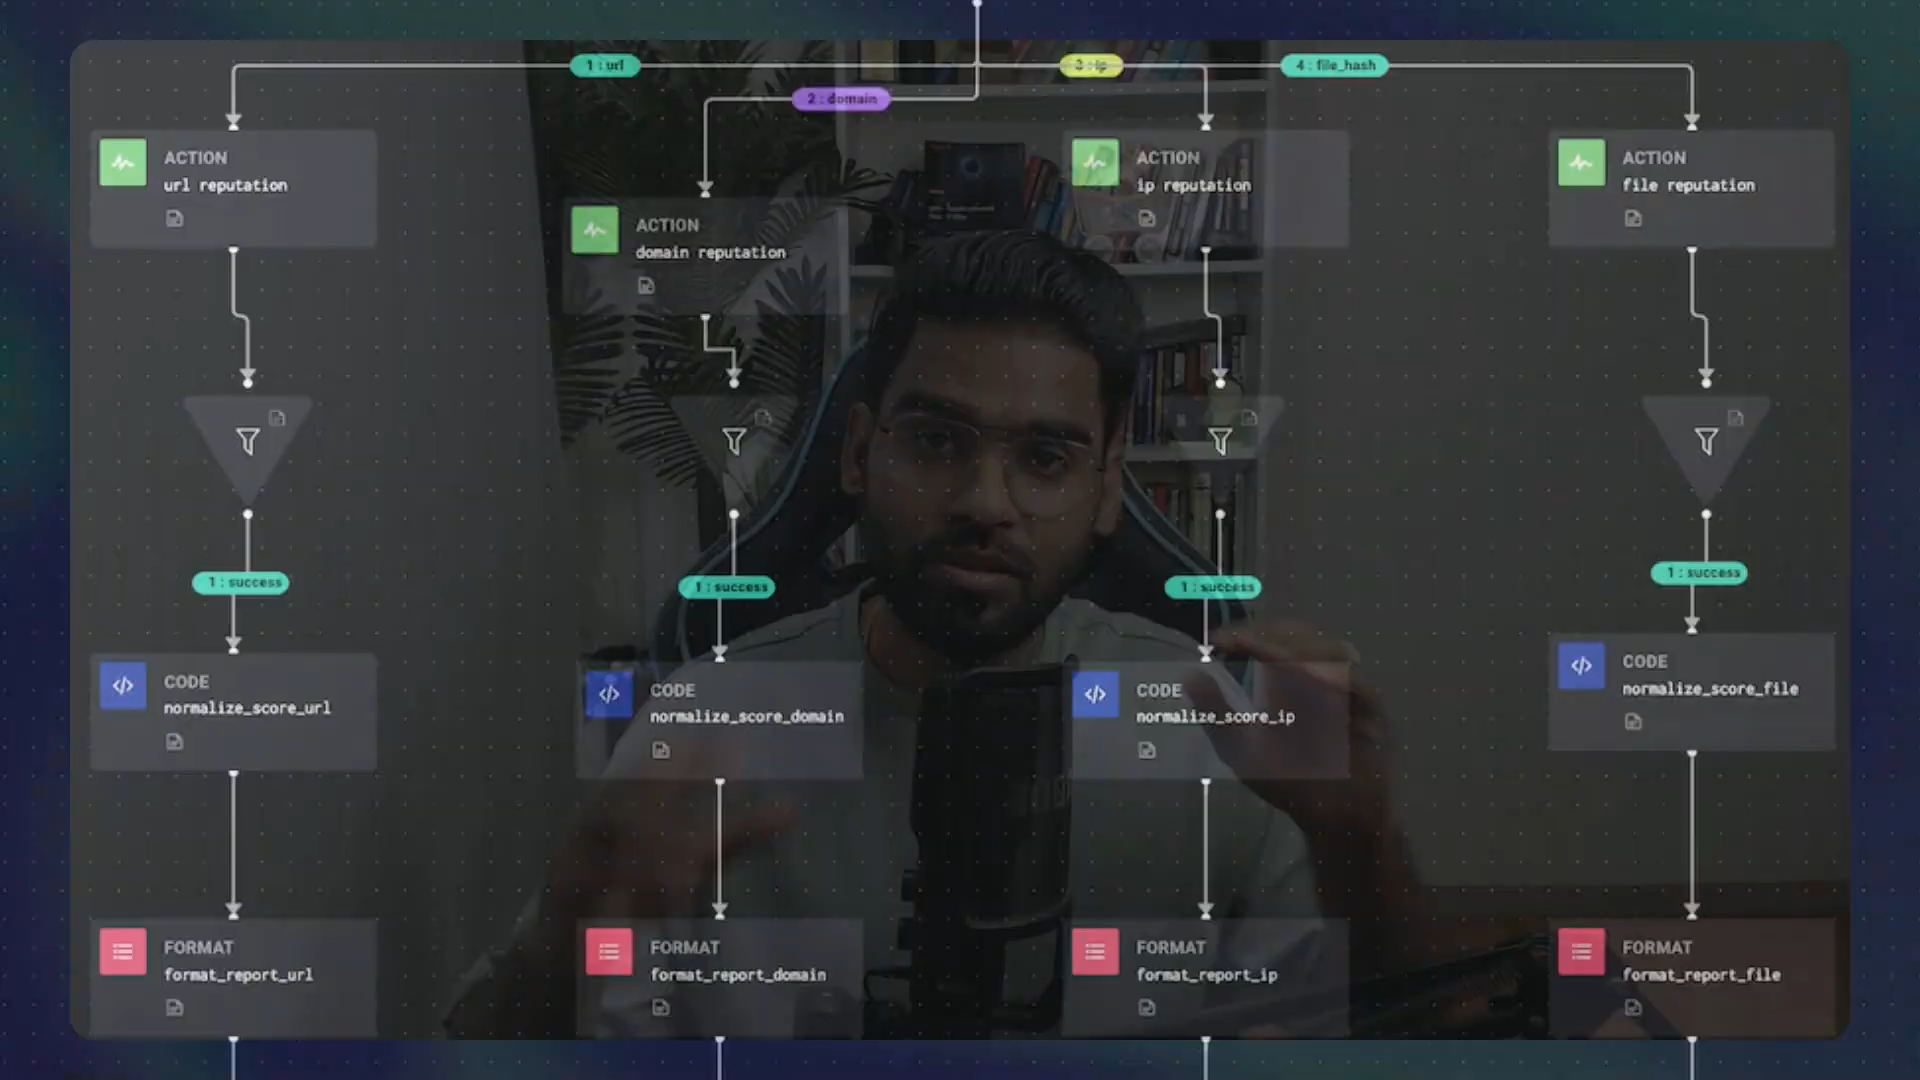 1 : url
3 : ip
4 : file_hash
2 : domain
ACTION
url reputation
ACTION
domain reputation
ACTION
ip reputation
ACTION
file reputation
1 : success
1 : success
1 : success
1 : success
CODE
normalize_score_url
CODE
normalize_score_domain
CODE
normalize_score_ip
CODE
normalize_score_file
FORMAT
format_report_url
FORMAT
format_report_domain
FORMAT
format_report_ip
FORMAT
format_report_file